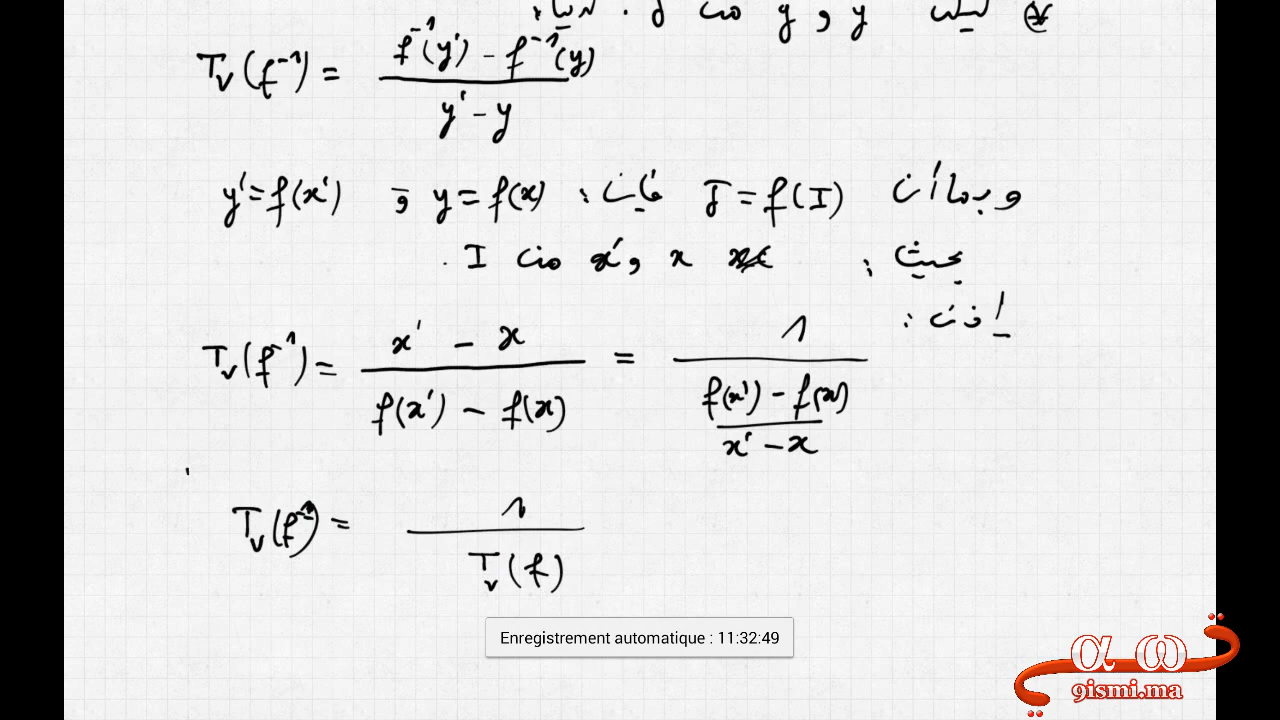 ⊛ ليكن y و y' من J. لدينا:
T_v(f⁻¹) = (f⁻¹(y') - f⁻¹(y)) / (y' - y)
وبما أن J = f(I) فإن: y = f(x) و y' = f(x')
بحيث: x و x' من I.
إذن:
T_v(f⁻¹) = (x' - x) / (f(x') - f(x)) = 1 / ((f(x') - f(x)) / (x' - x))
T_v(f⁻¹) = 1 / T_v(f)
Enregistrement automatique : 11:32:49
9ismi.ma